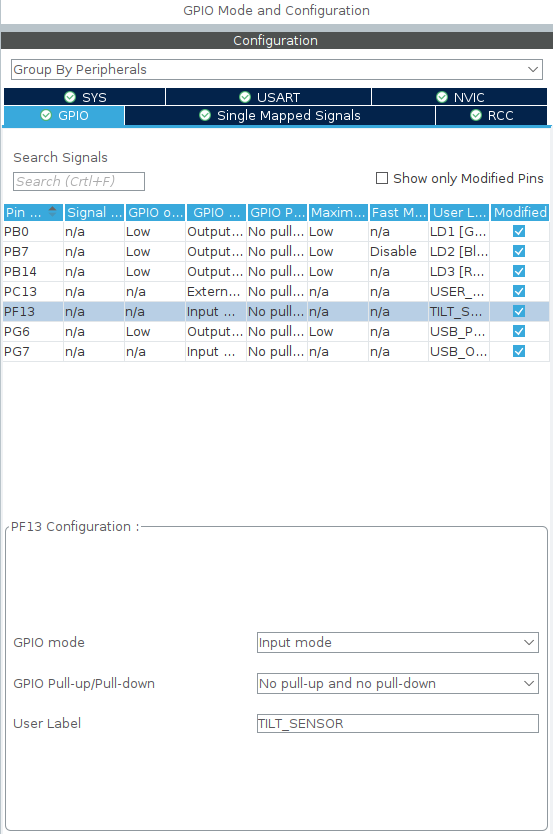 GPIO Mode and Configuration
Configuration
Group By Peripherals
SYS USART NVIC
GPIO Single Mapped Signals RCC
Search Signals
Search (Crtl+F) Show only Modified Pins
Pin ... Signal ... GPIO o... GPIO ... GPIO P... Maxim... Fast M... User L... Modified
PB0 n/a Low Output... No pull... Low n/a LD1 [G...
PB7 n/a Low Output... No pull... Low Disable LD2 [Bl...
PB14 n/a Low Output... No pull... Low n/a LD3 [R...
PC13 n/a n/a Extern... No pull... n/a n/a USER_...
PF13 n/a n/a Input ... No pull... n/a n/a TILT_S...
PG6 n/a Low Output... No pull... Low n/a USB_P...
PG7 n/a n/a Input ... No pull... n/a n/a USB_O...
PF13 Configuration :
GPIO mode Input mode
GPIO Pull-up/Pull-down No pull-up and no pull-down
User Label TILT_SENSOR